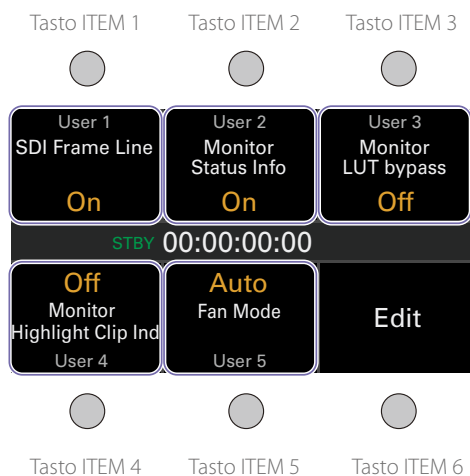 Tasto ITEM 1 Tasto ITEM 2 Tasto ITEM 3
User 1
SDI Frame Line
On
User 2
Monitor
Status Info
On
User 3
Monitor
LUT bypass
Off
STBY 00:00:00:00
Off
Monitor
Highlight Clip Ind
User 4
Auto
Fan Mode
User 5
Edit
Tasto ITEM 4 Tasto ITEM 5 Tasto ITEM 6